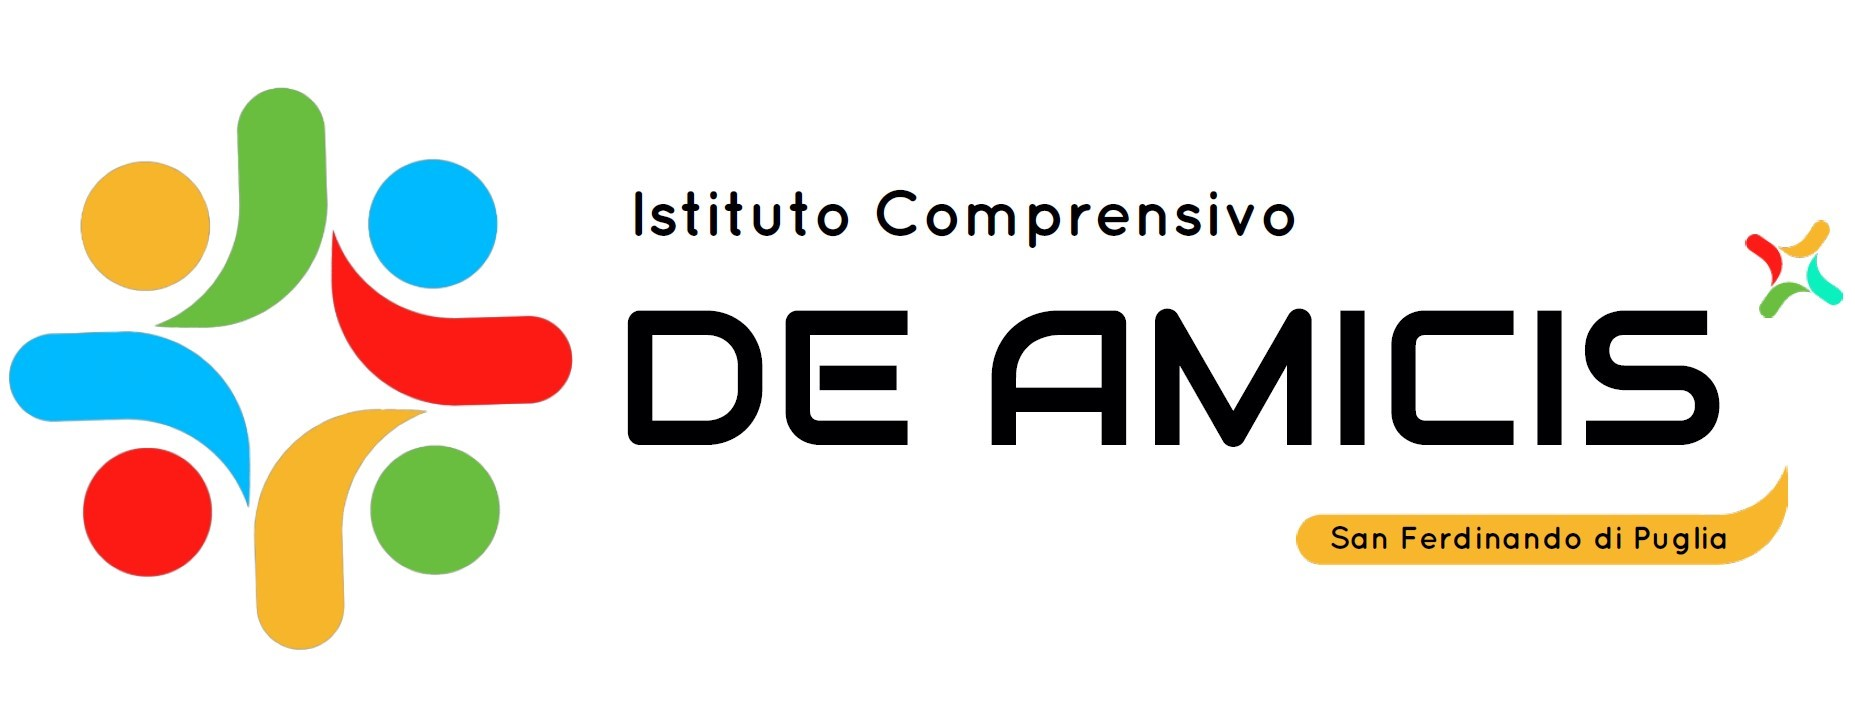 Istituto Comprensivo
DE AMICIS
San Ferdinando di Puglia